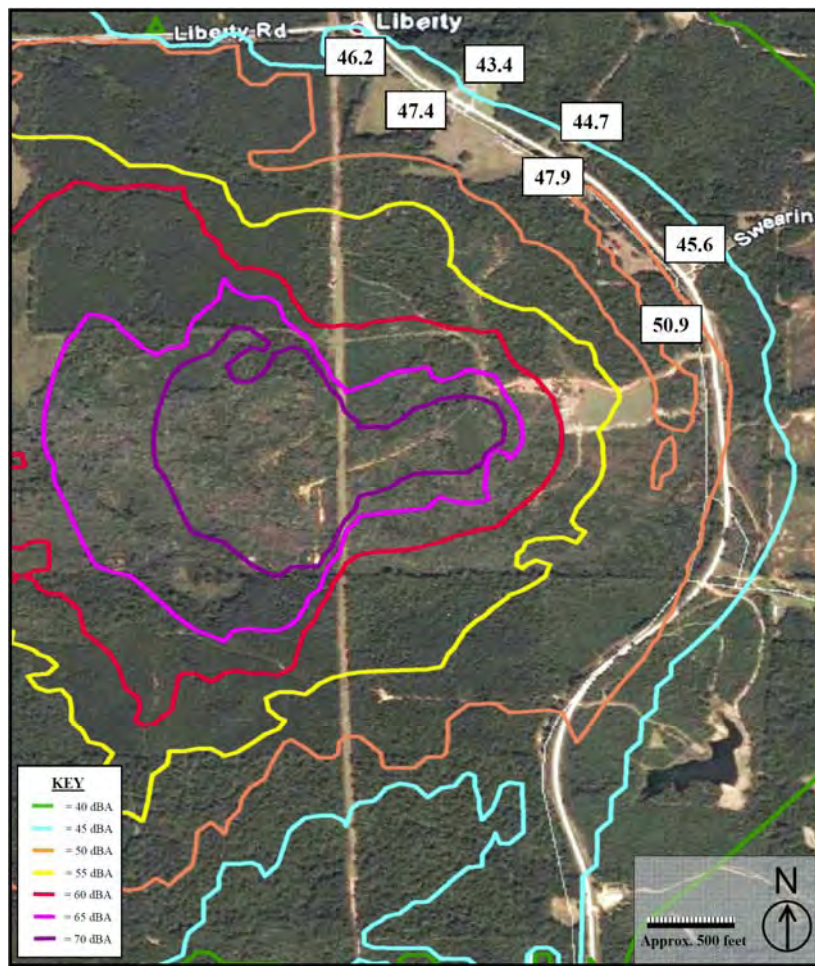 Liberty
Liberty Rd
46.2
43.4
47.4
44.7
47.9
45.6
Swearin
50.9
KEY
= 40 dBA
= 45 dBA
= 50 dBA
= 55 dBA
= 60 dBA
= 65 dBA
= 70 dBA
N
Approx. 500 feet